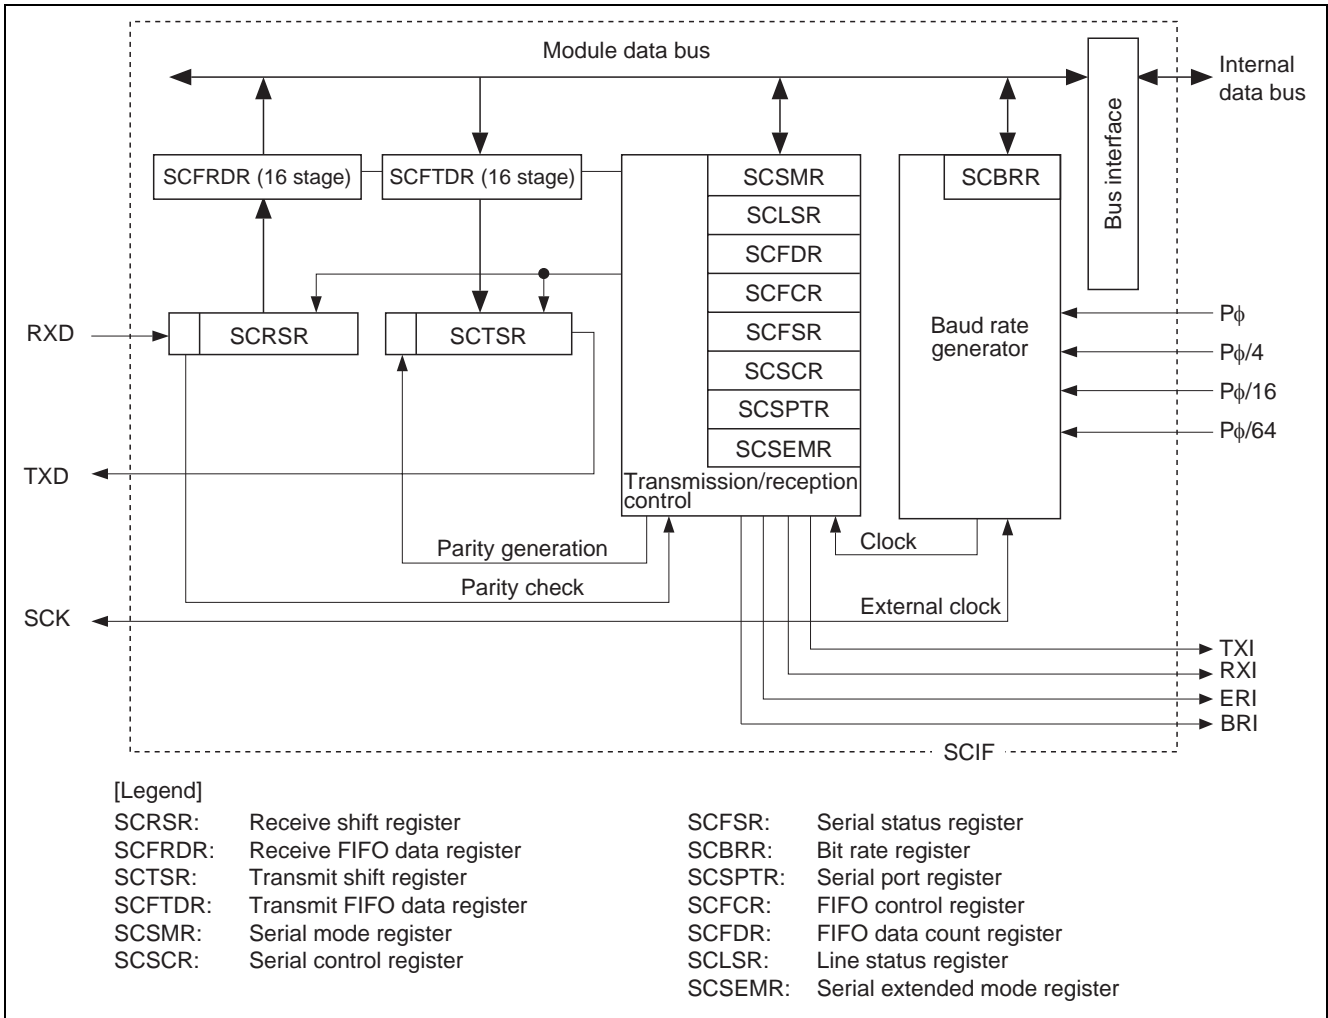 Module data bus
Internal
data bus
Bus interface
SCFRDR (16 stage)
SCFTDR (16 stage)
SCSMR
SCBRR
SCLSR
SCFDR
SCFCR
SCFSR
SCSCR
SCSPTR
SCSEMR
Transmission/reception
control
Baud rate
generator
Pϕ
Pϕ/4
Pϕ/16
Pϕ/64
RXD
SCRSR
SCTSR
TXD
Parity generation
Parity check
Clock
External clock
SCK
TXI
RXI
ERI
BRI
SCIF
[Legend]
SCRSR: Receive shift register
SCFRDR: Receive FIFO data register
SCTSR: Transmit shift register
SCFTDR: Transmit FIFO data register
SCSMR: Serial mode register
SCSCR: Serial control register
SCFSR: Serial status register
SCBRR: Bit rate register
SCSPTR: Serial port register
SCFCR: FIFO control register
SCFDR: FIFO data count register
SCLSR: Line status register
SCSEMR: Serial extended mode register